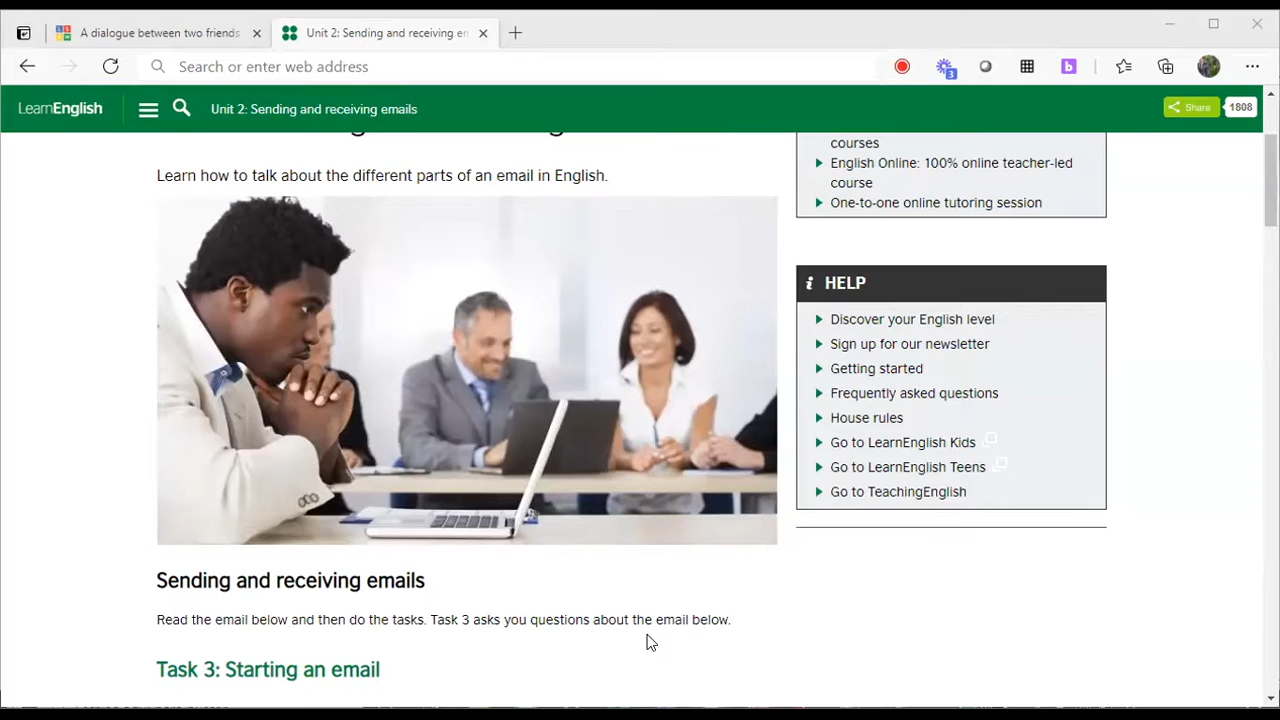 A dialogue between two friends
Unit 2: Sending and receiving en
Search or enter web address
3
b
LearnEnglish
Unit 2: Sending and receiving emails
Share
1808
Learn how to talk about the different parts of an email in English.
courses
English Online: 100% online teacher-led
course
One-to-one online tutoring session
i HELP
Discover your English level
Sign up for our newsletter
Getting started
Frequently asked questions
House rules
Go to LearnEnglish Kids
Go to LearnEnglish Teens
Go to TeachingEnglish
Sending and receiving emails
Read the email below and then do the tasks. Task 3 asks you questions about the email below.
Task 3: Starting an email